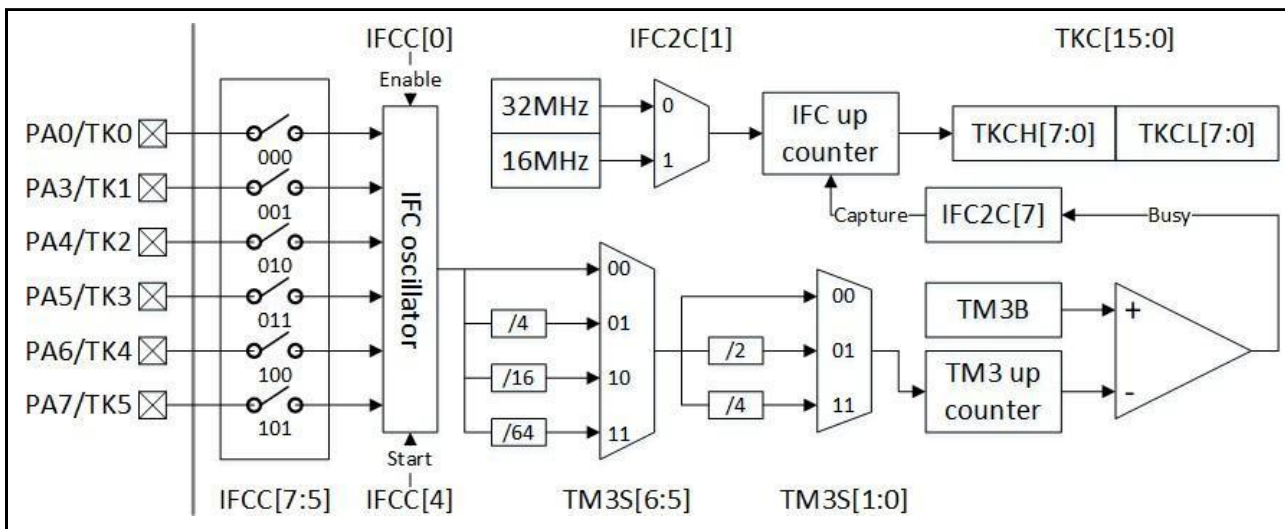 IFCC[0]
IFC2C[1]
TKC[15:0]
Enable
PA0/TK0
000
PA3/TK1
001
PA4/TK2
010
PA5/TK3
011
PA6/TK4
100
PA7/TK5
101
IFC oscillator
Start
IFCC[7:5]
IFCC[4]
32MHz
16MHz
0
1
IFC up
counter
TKCH[7:0]
TKCL[7:0]
Capture
IFC2C[7]
Busy
00
/4
01
/16
10
/64
11
TM3S[6:5]
00
/2
01
/4
11
TM3S[1:0]
TM3B
TM3 up
counter
+
-